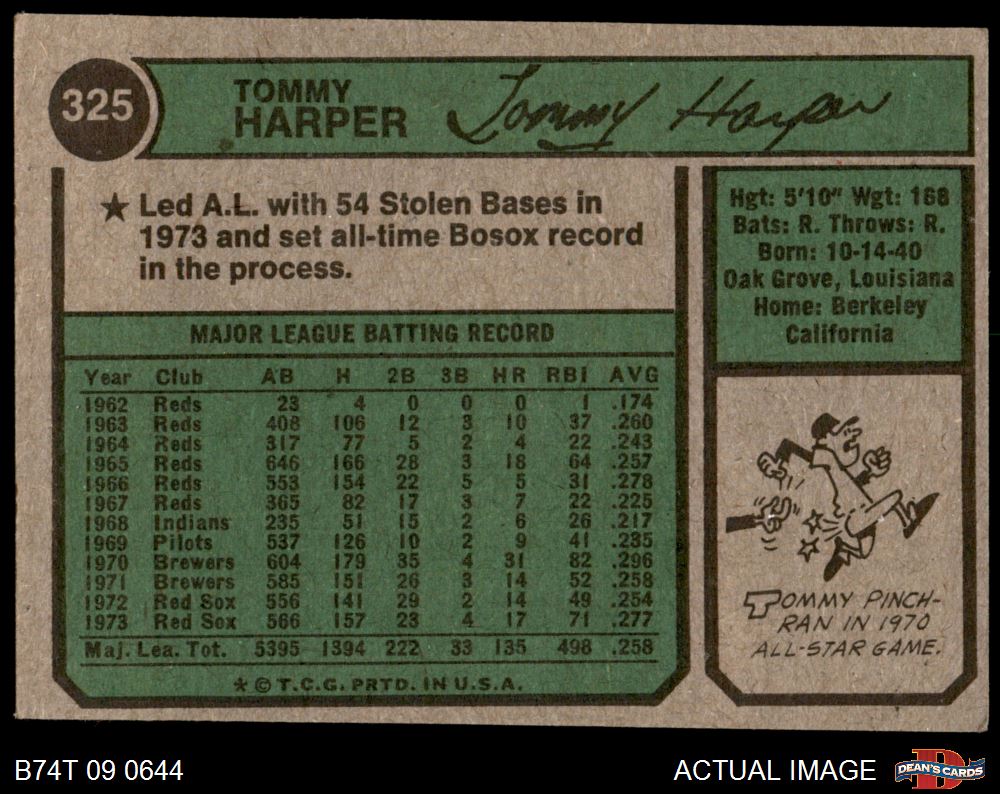 325
TOMMY
HARPER
Tommy Harper
★ Led A.L. with 54 Stolen Bases in
1973 and set all-time Bosox record
in the process.
Hgt: 5'10" Wgt: 168
Bats: R. Throws: R.
Born: 10-14-40
Oak Grove, Louisiana
Home: Berkeley
California
MAJOR LEAGUE BATTING RECORD
Year Club AB H 2B 3B HR RBI AVG
1962 Reds 23 4 0 0 0 1 .174
1963 Reds 408 106 12 3 10 37 .260
1964 Reds 317 77 5 2 4 22 .243
1965 Reds 646 166 28 3 18 64 .257
1966 Reds 553 154 22 5 5 31 .278
1967 Reds 365 82 17 3 7 22 .225
1968 Indians 235 51 15 2 6 26 .217
1969 Pilots 537 126 10 2 9 41 .235
1970 Brewers 604 179 35 4 31 82 .296
1971 Brewers 585 151 26 3 14 52 .258
1972 Red Sox 556 141 29 2 14 49 .254
1973 Red Sox 566 157 23 4 17 71 .277
Maj. Lea. Tot. 5395 1394 222 33 135 498 .258
★ © T.C.G. PRTD. IN U.S.A.
TOMMY PINCH-
RAN IN 1970
ALL-STAR GAME.
B74T 09 0644
ACTUAL IMAGE
D
DEAN'S CARDS